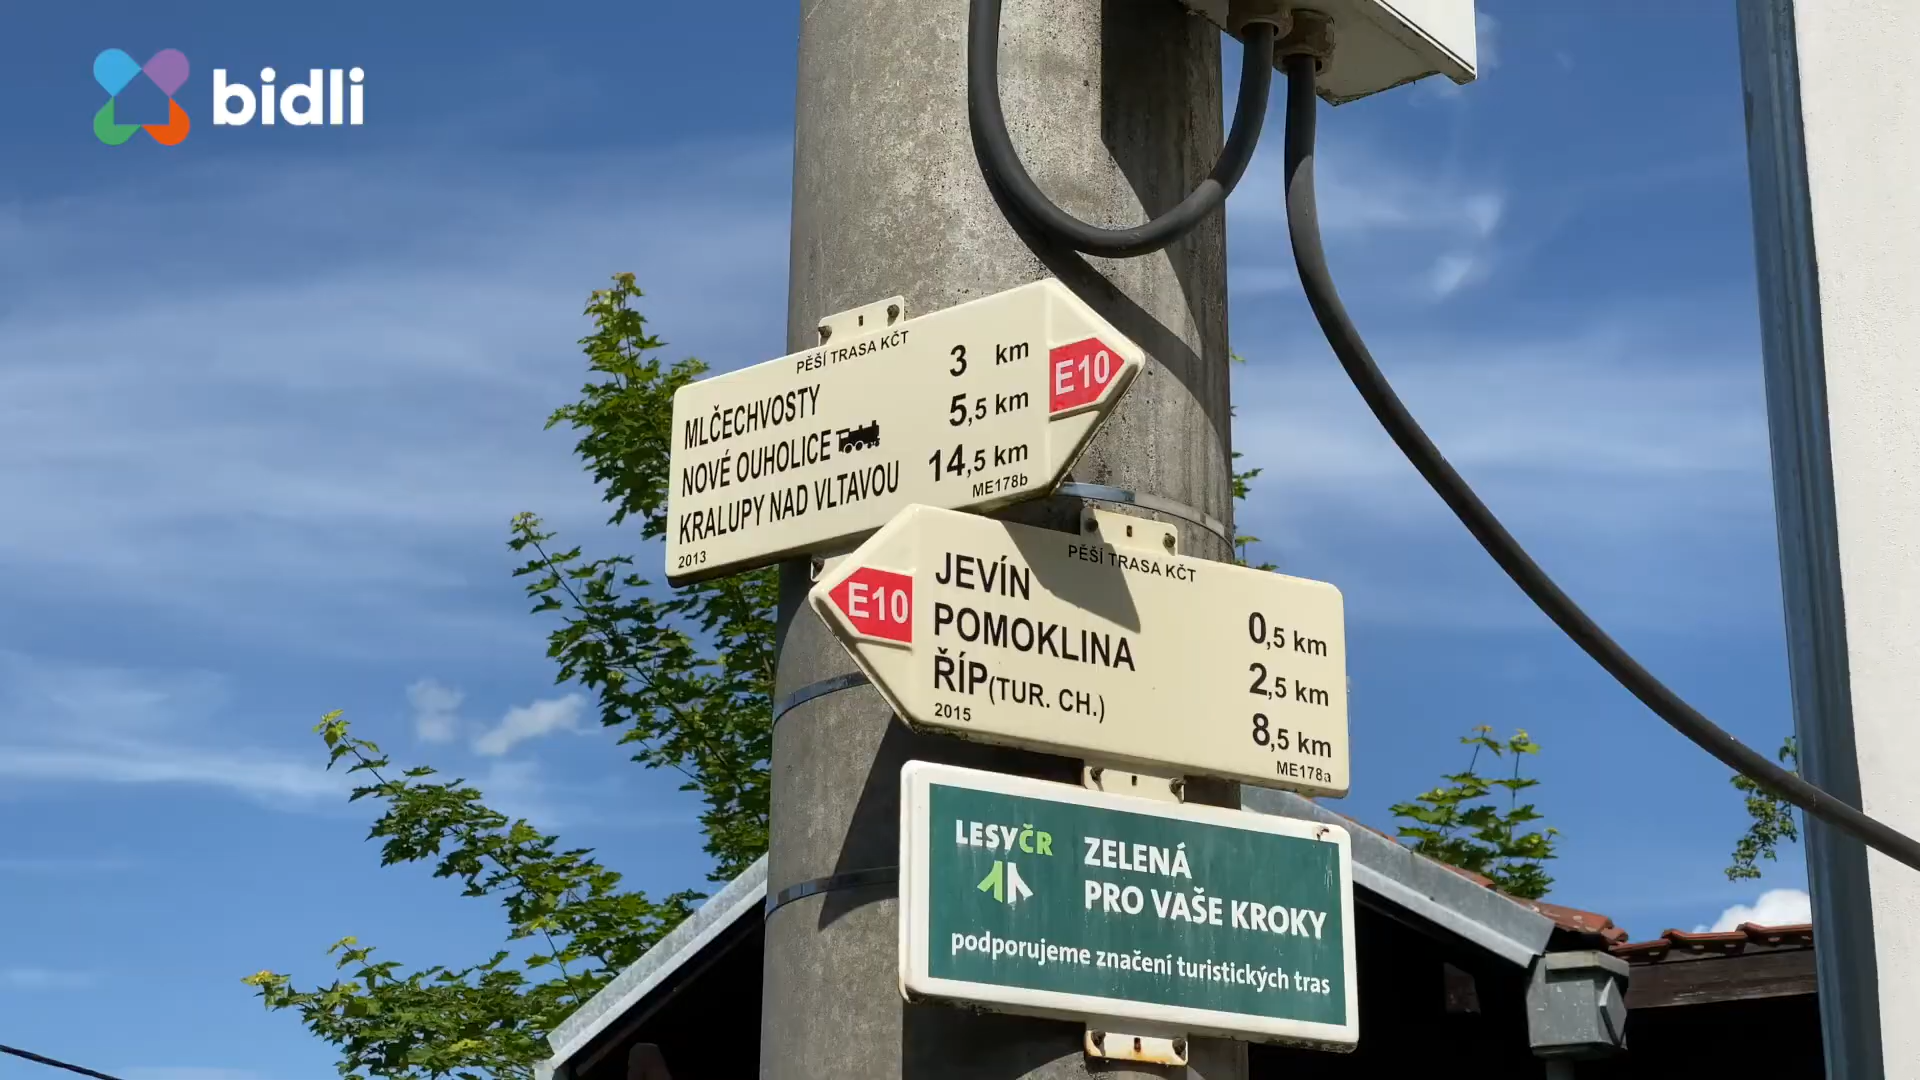 bidli
PĚŠÍ TRASA KČT
MLČECHVOSTY 3 km
NOVÉ OUHOLICE 5,5 km
KRALUPY NAD VLTAVOU 14,5 km
E10
2013 ME178b
PĚŠÍ TRASA KČT
E10
JEVÍN 0,5 km
POMOKLINA 2,5 km
ŘÍP (TUR. CH.) 8,5 km
2015 ME178a
LESYČR
ZELENÁ
PRO VAŠE KROKY
podporujeme značení turistických tras